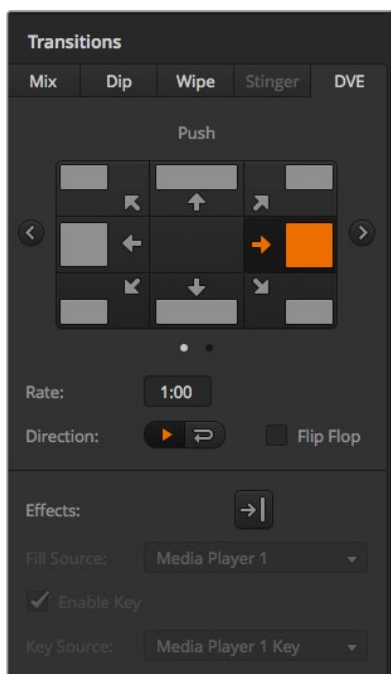 Transitions
Mix Dip Wipe Stinger DVE
Push
Rate: 1:00
Direction: Flip Flop
Effects:
Fill Source: Media Player 1
Enable Key
Key Source: Media Player 1 Key